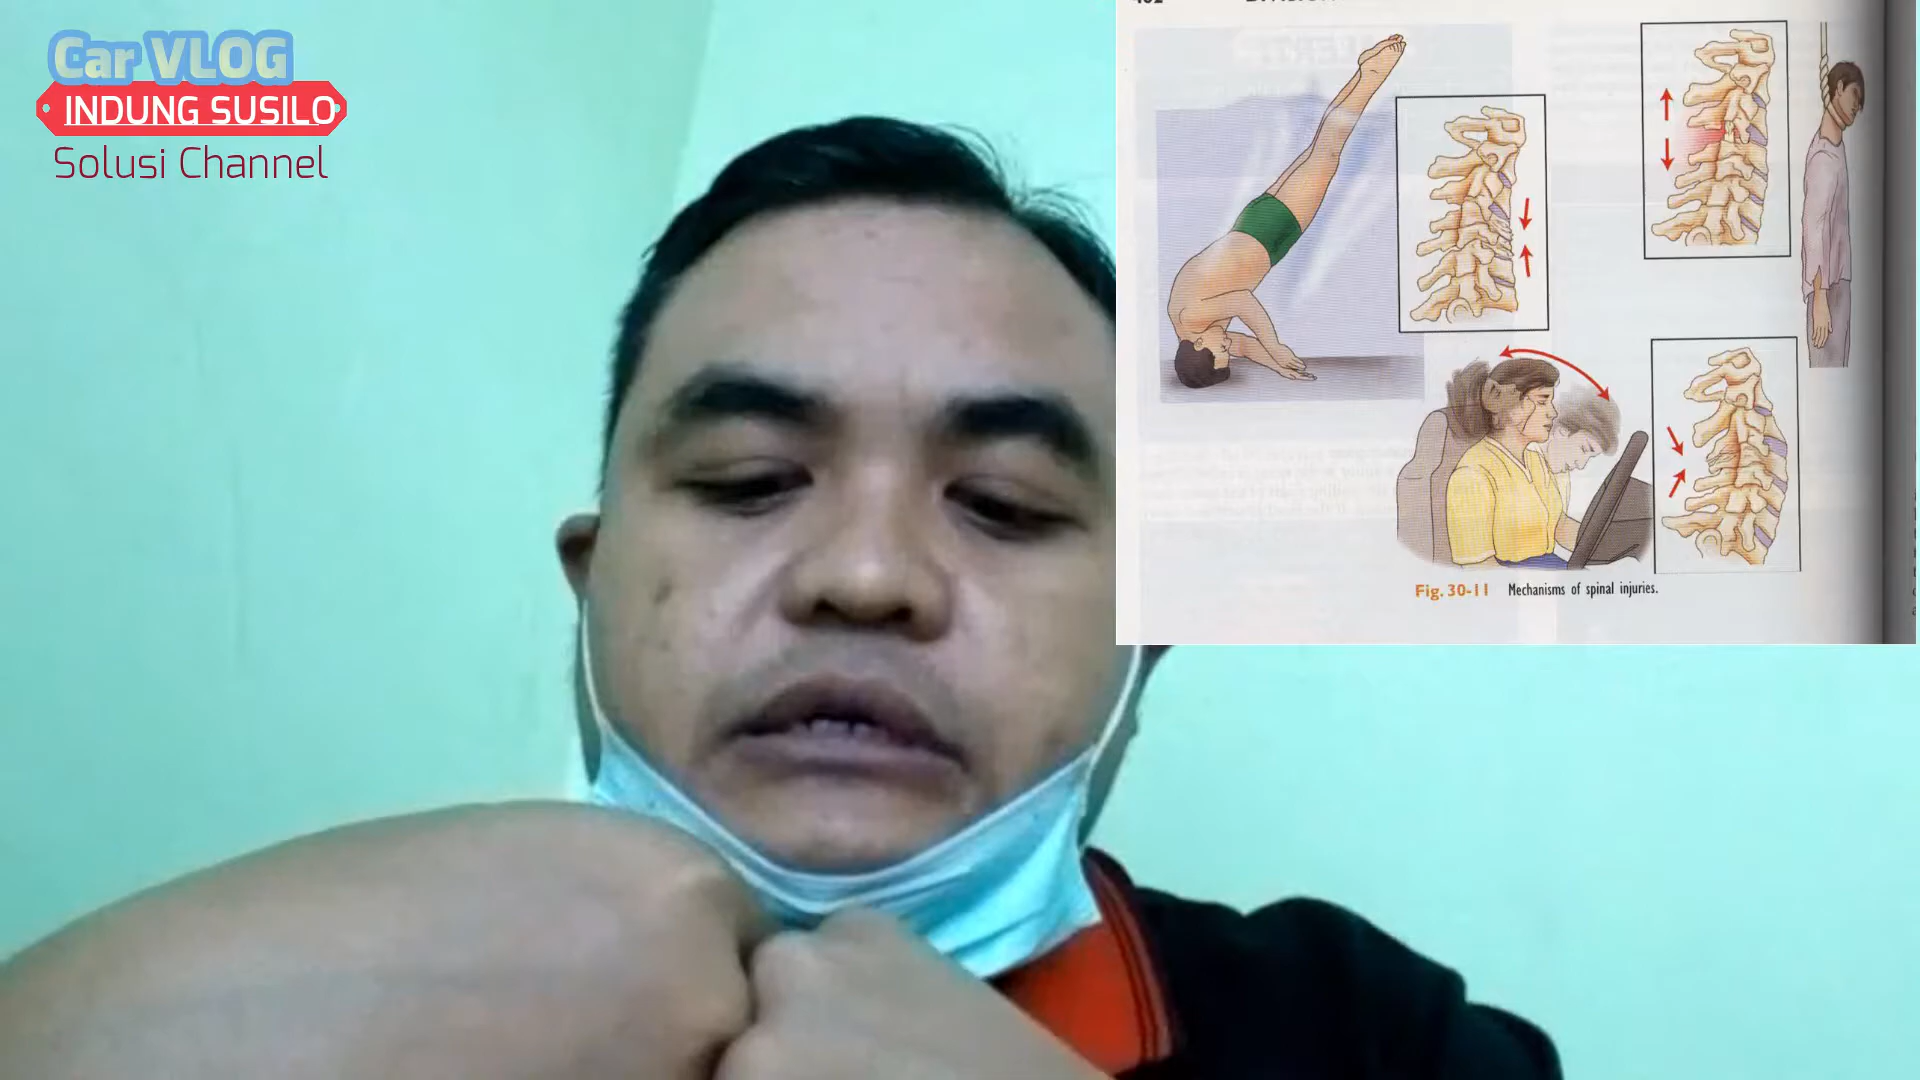 Car VLOG
INDUNG SUSILO
Solusi Channel
Fig. 30-11 Mechanisms of spinal injuries.